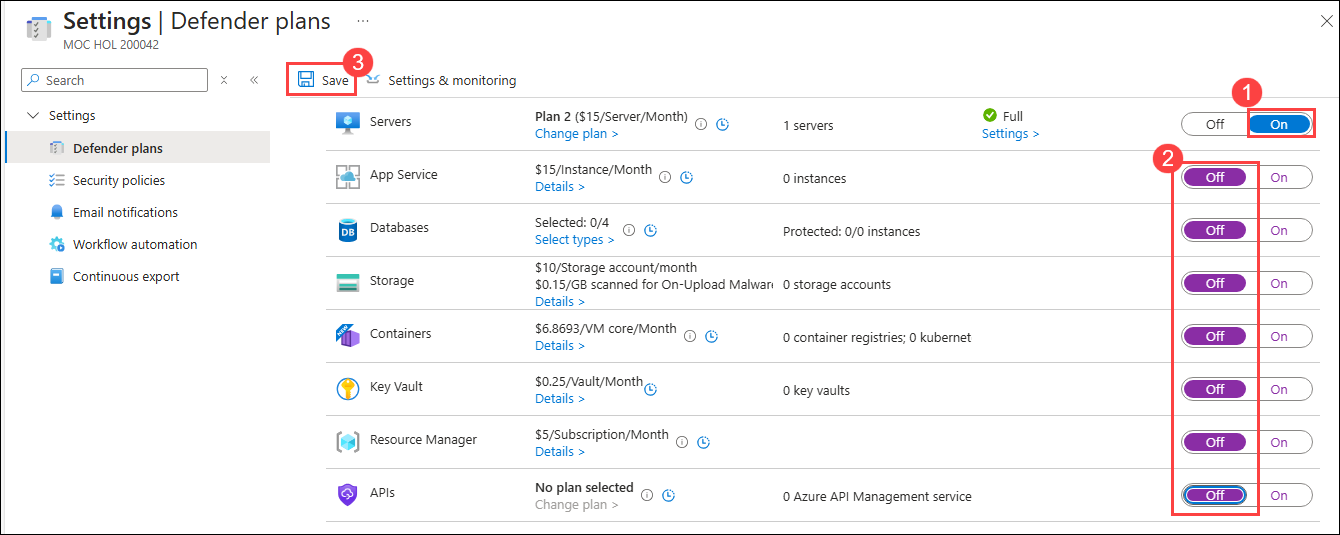 Settings | Defender plans ...
MOC HOL 200042
Search
Settings
Defender plans
Security policies
Email notifications
Workflow automation
Continuous export
3
Save
Settings & monitoring
1
Servers
Plan 2 ($15/Server/Month)
Change plan >
1 servers
Full
Settings >
Off On
2
App Service
$15/Instance/Month
Details >
0 instances
Off On
Databases
Selected: 0/4
Select types >
Protected: 0/0 instances
Off On
Storage
$10/Storage account/month
$0.15/GB scanned for On-Upload Malware
Details >
0 storage accounts
Off On
NEW
Containers
$6.8693/VM core/Month
Details >
0 container registries; 0 kubernet
Off On
Key Vault
$0.25/Vault/Month
Details >
0 key vaults
Off On
Resource Manager
$5/Subscription/Month
Details >
Off On
APIs
No plan selected
Change plan >
0 Azure API Management service
Off On